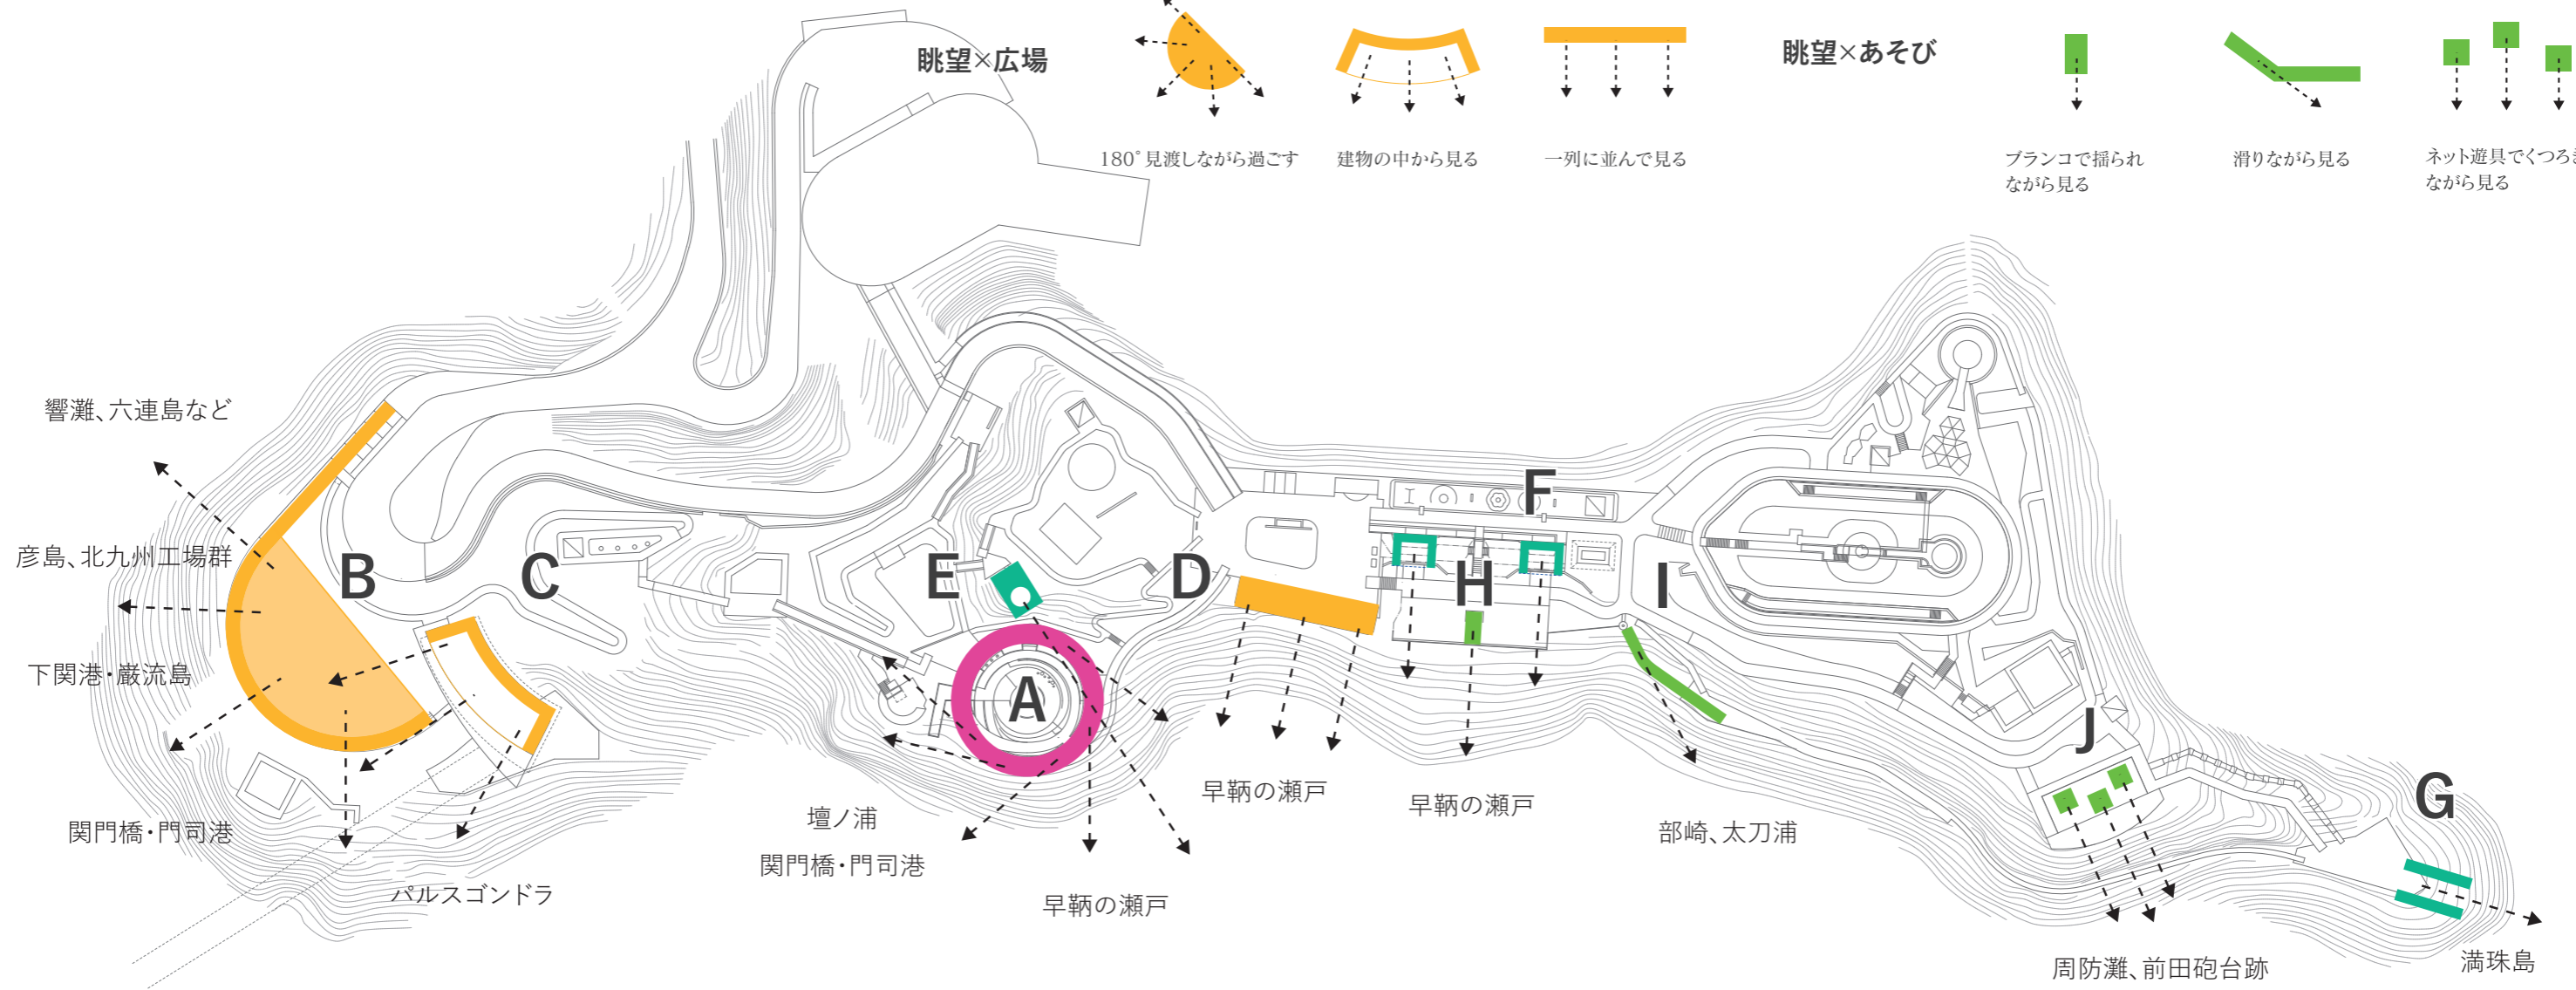 眺望×広場
180°見渡しながら過ごす
建物の中から見る
一列に並んで見る
眺望×あそび
ブランコで揺られ
ながら見る
滑りながら見る
ネット遊具でくつろぎ
ながら見る
響灘、六連島など
彦島、北九州工場群
下関港・巌流島
関門橋・門司港
パルスゴンドラ
B
C
E
A
D
F
H
I
J
G
壇ノ浦
関門橋・門司港
早鞆の瀬戸
早鞆の瀬戸
早鞆の瀬戸
部崎、太刀浦
周防灘、前田砲台跡
満珠島